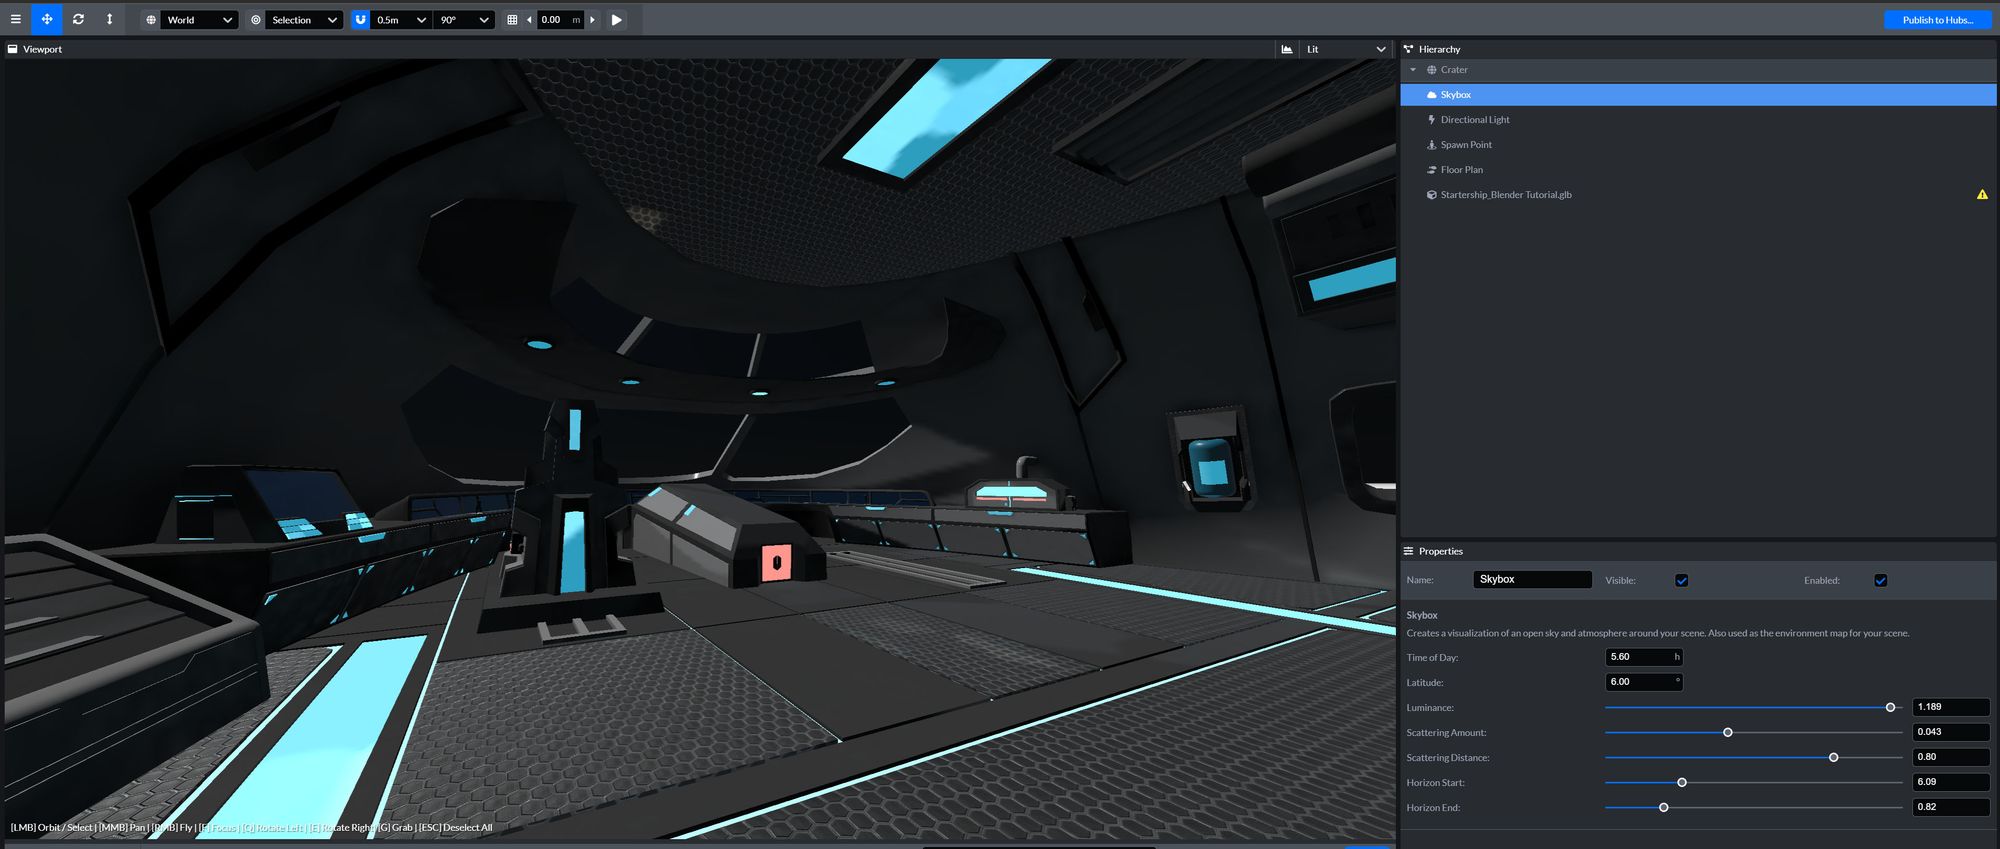 World
Selection
0.5m
90°
0.00 m
Publish to Hubs...
Viewport
Lit
Hierarchy
Crater
Skybox
Directional Light
Spawn Point
Floor Plan
Startership_Blender Tutorial.glb
[LMB] Orbit / Select | [MMB] Pan | [RMB] Fly | [F] Focus | [Q] Rotate Left | [E] Rotate Right | [G] Grab | [ESC] Deselect All
Properties
Name: Skybox Visible: Enabled:
Skybox
Creates a visualization of an open sky and atmosphere around your scene. Also used as the environment map for your scene.
Time of Day: 5.60 h
Latitude: 6.00 °
Luminance: 1.189
Scattering Amount: 0.043
Scattering Distance: 0.80
Horizon Start: 6.09
Horizon End: 0.82